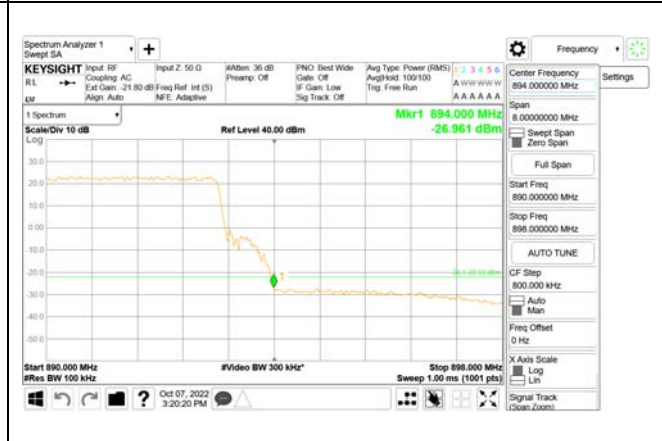 Spectrum Analyzer 1
Swept SA
Frequency
KEYSIGHT
RL
Input: RF
Coupling: AC
Ext Gain: -21.80 dB
Align: Auto
Input Z: 50 Ω
Freq Ref: Int (S)
NFE: Adaptive
#Atten: 36 dB
Preamp: Off
PNO: Best Wide
Gate: Off
IF Gain: Low
Sig Track: Off
Avg Type: Power (RMS)
Avg|Hold: 100/100
Trig: Free Run
1 2 3 4 5 6
A W W W W W
A A A A A A
1 Spectrum
Scale/Div 10 dB
Log
Ref Level 40.00 dBm
Mkr1 894.000 MHz
-26.961 dBm
30.0
20.0
10.0
0.00
-10.0
-20.0
-30.0
-40.0
-50.0
1
Start 890.000 MHz
#Res BW 100 kHz
#Video BW 300 kHz*
Stop 898.000 MHz
Sweep 1.00 ms (1001 pts)
Center Frequency
894.000000 MHz
Settings
Span
8.00000000 MHz
Swept Span
Zero Span
Full Span
Start Freq
890.000000 MHz
Stop Freq
898.000000 MHz
AUTO TUNE
CF Step
800.000 kHz
Auto
Man
Freq Offset
0 Hz
X Axis Scale
Log
Lin
Signal Track
(Span Zoom)
?
Oct 07, 2022
3:20:20 PM